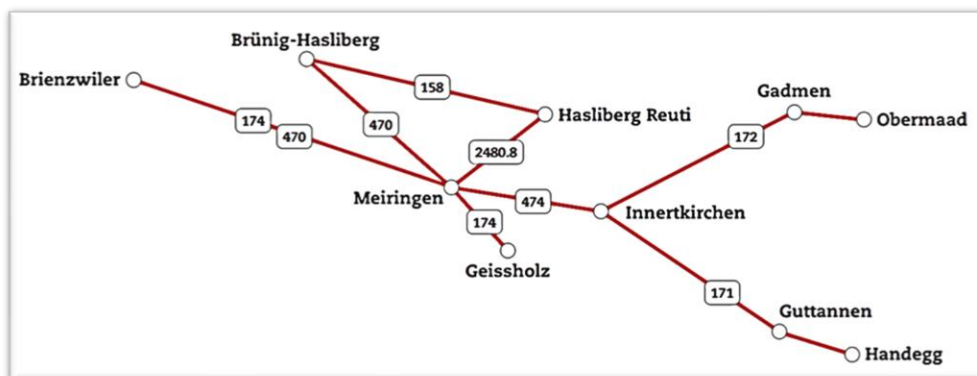 Brünig-Hasliberg
Brienzwiler
158
Gadmen
174
470
470
Hasliberg Reuti
Obermaad
172
2480.8
Meiringen
474
Innertkirchen
174
Geissholz
171
Guttannen
Handegg